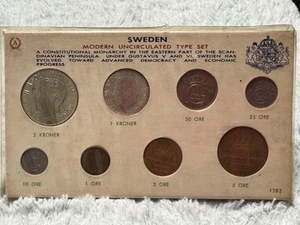 SWEDEN
MODERN UNCIRCULATED TYPE SET
A CONSTITUTIONAL MONARCHY IN THE EASTERN PART OF THE SCAN-
DINAVIAN PENINSULA. UNDER GUSTAVUS V AND VI, SWEDEN HAS
EVOLVED TOWARD ADVANCED DEMOCRACY AND ECONOMIC
PROGRESS.
2 KRONER
1 KRONER
50 ORE
25 ORE
10 ORE
1 ORE
2 ORE
5 ORE
1292